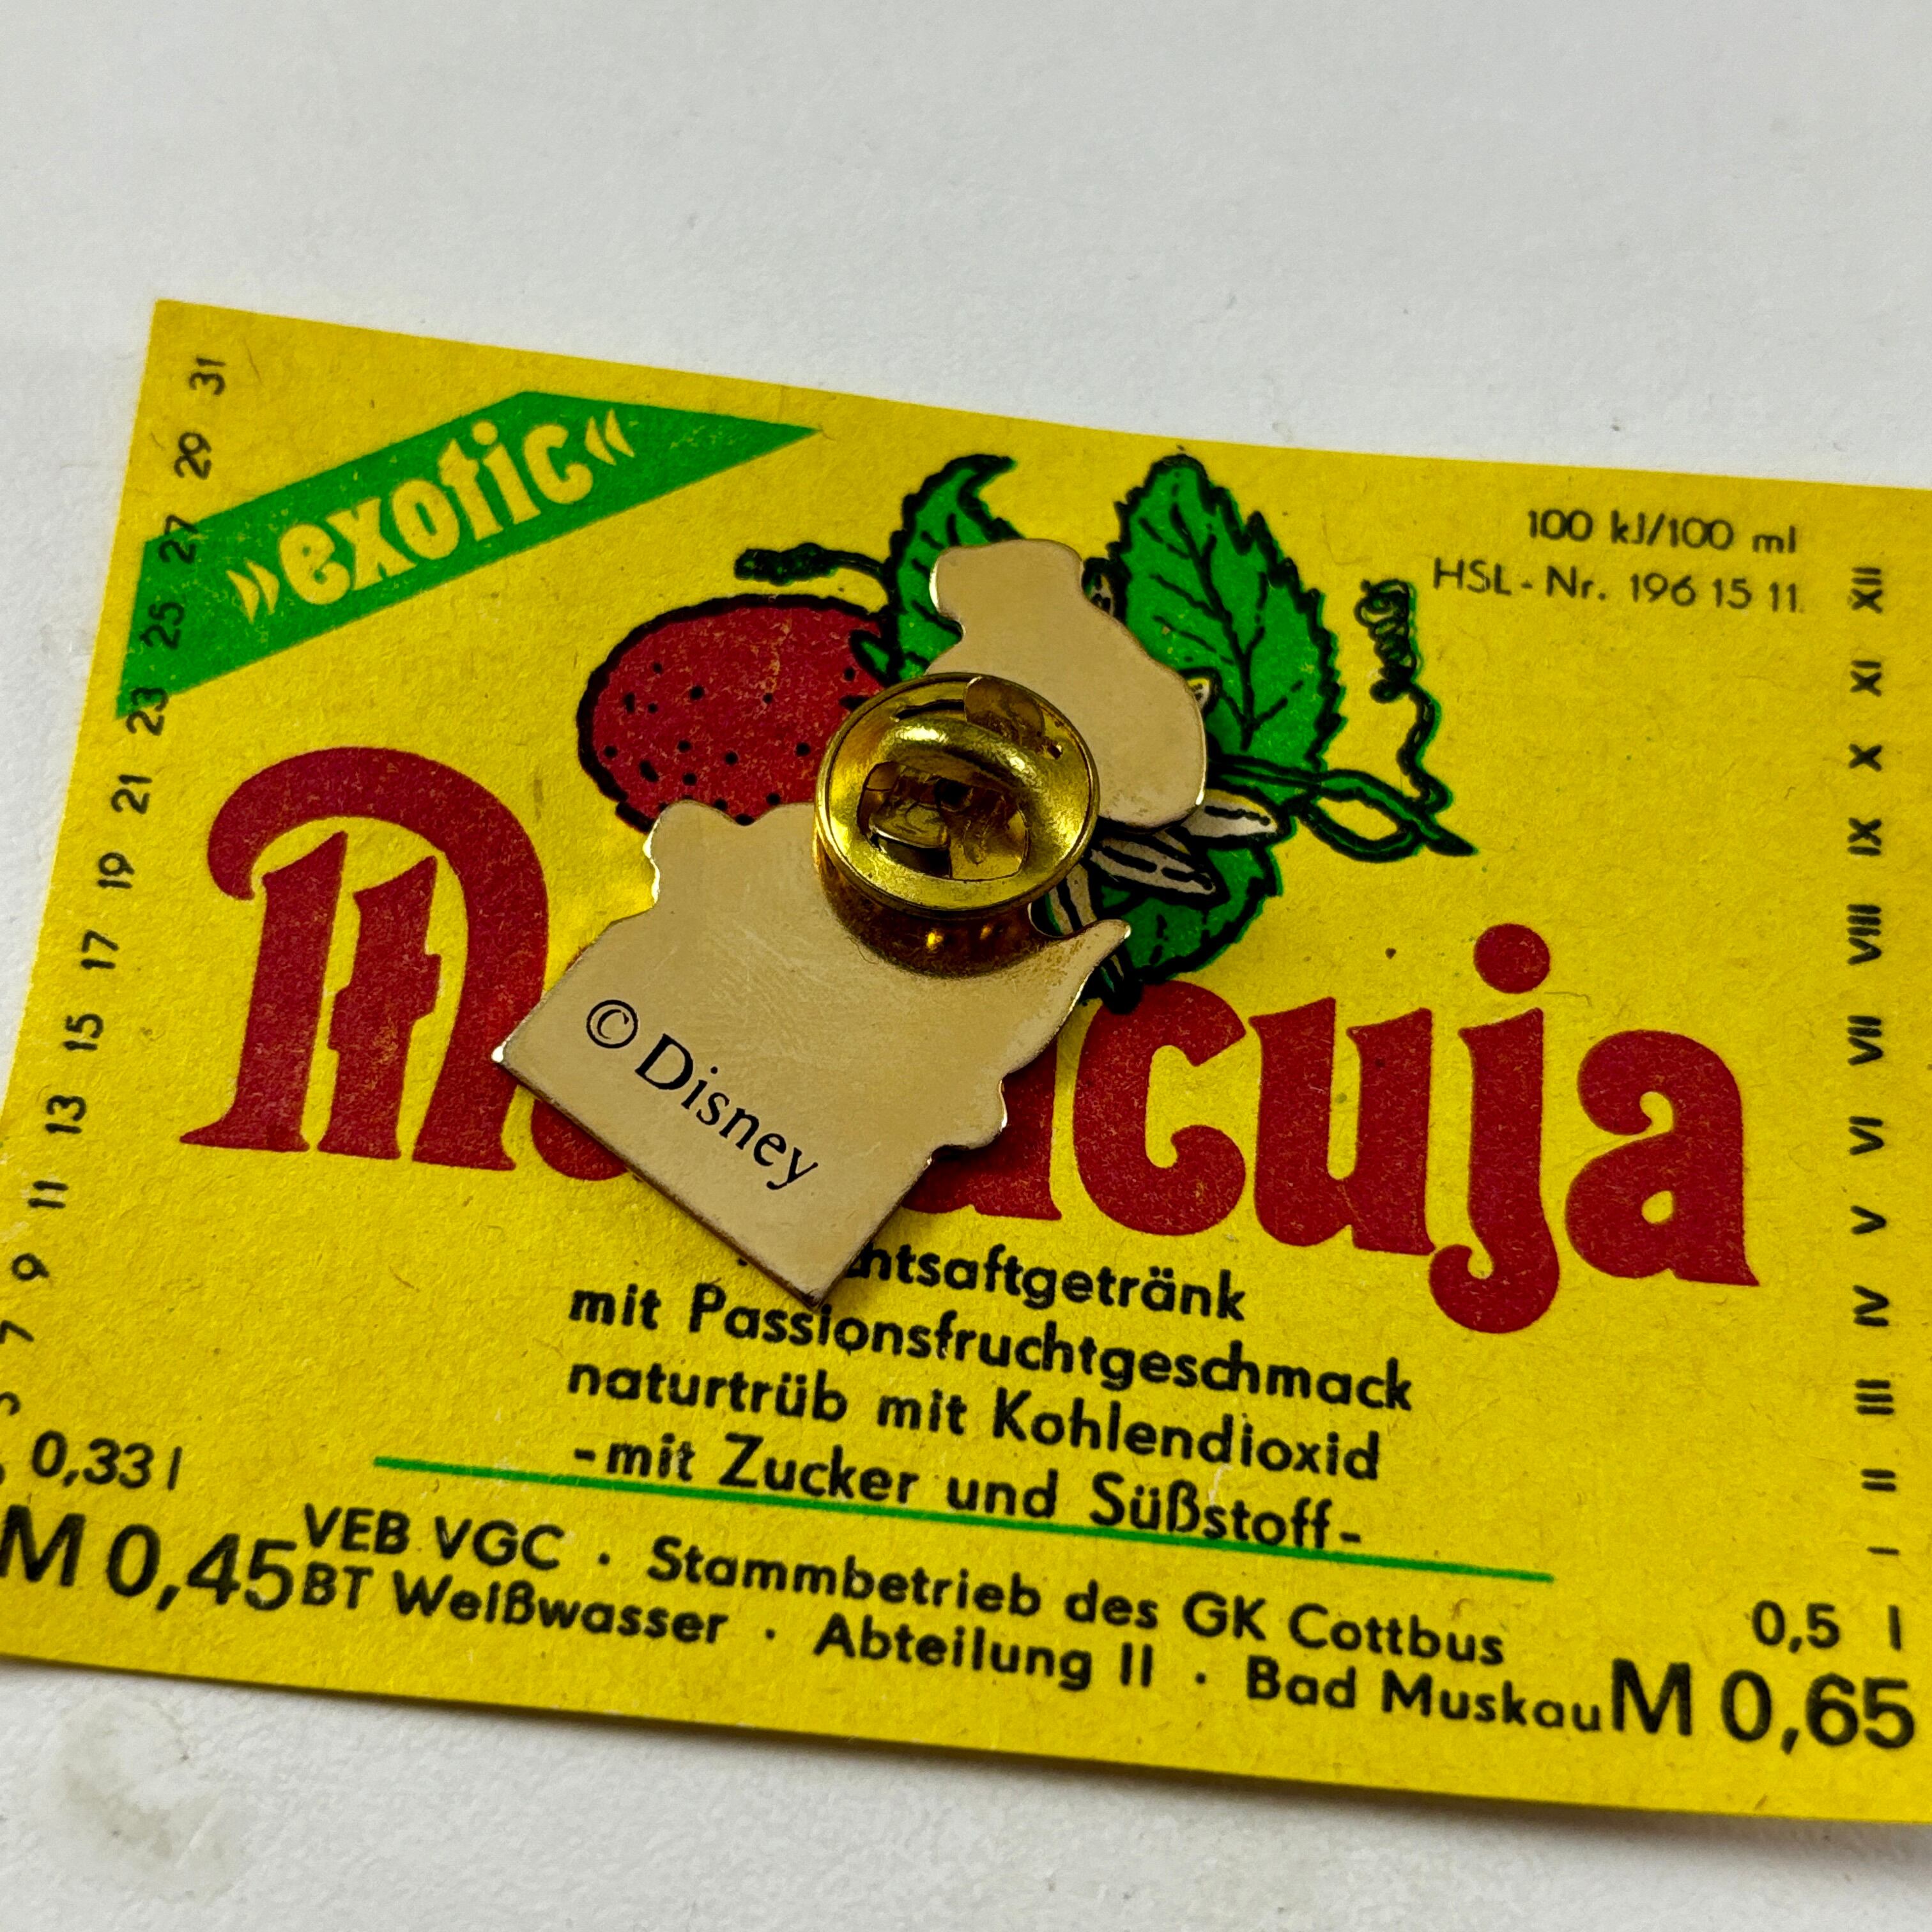 »exotic«
100 kJ/100 ml
HSL-Nr. 196 15 11
31
29
27
25
23
21
19
17
15
13
11
9
7
XII
XI
X
IX
VIII
VII
VI
V
IV
III
II
I
© Disney
mit Passionsfruchtgeschmack
naturtrüb mit Kohlendioxid
-mit Zucker und Süßstoff-
0,33 l
M 0,45
VEB VGC · Stammbetrieb des GK Cottbus
BT Weißwasser · Abteilung II · Bad Muskau
0,5 l
M 0,65